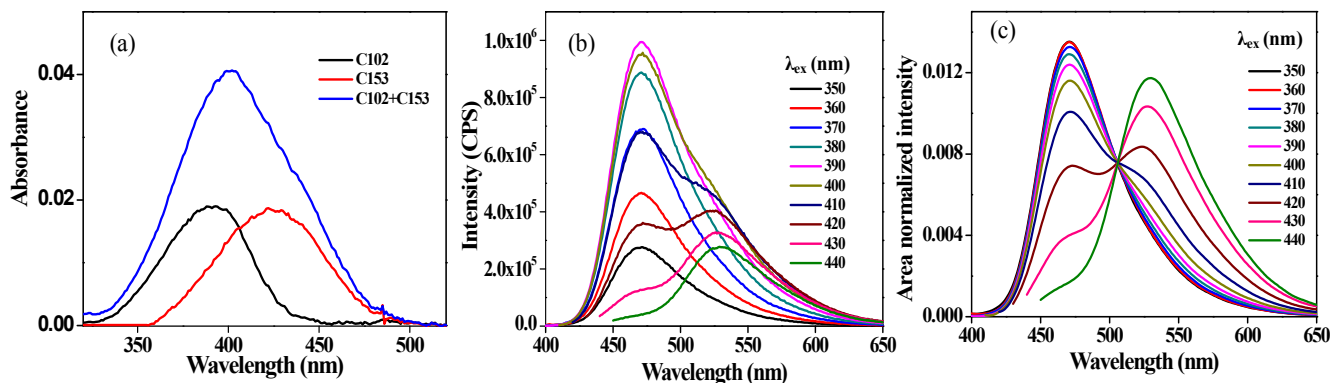 (a)
C102
C153
C102+C153
Absorbance
0.04
0.02
0.00
350
400
450
500
Wavelength (nm)
(b)
λex (nm)
350
360
370
380
390
400
410
420
430
440
Intensity (CPS)
1.0x10⁶
8.0x10⁵
6.0x10⁵
4.0x10⁵
2.0x10⁵
0.0
400
450
500
550
600
650
Wavelength (nm)
(c)
λex (nm)
350
360
370
380
390
400
410
420
430
440
Area normalized intensity
0.012
0.008
0.004
0.000
400
450
500
550
600
650
Wavelength (nm)